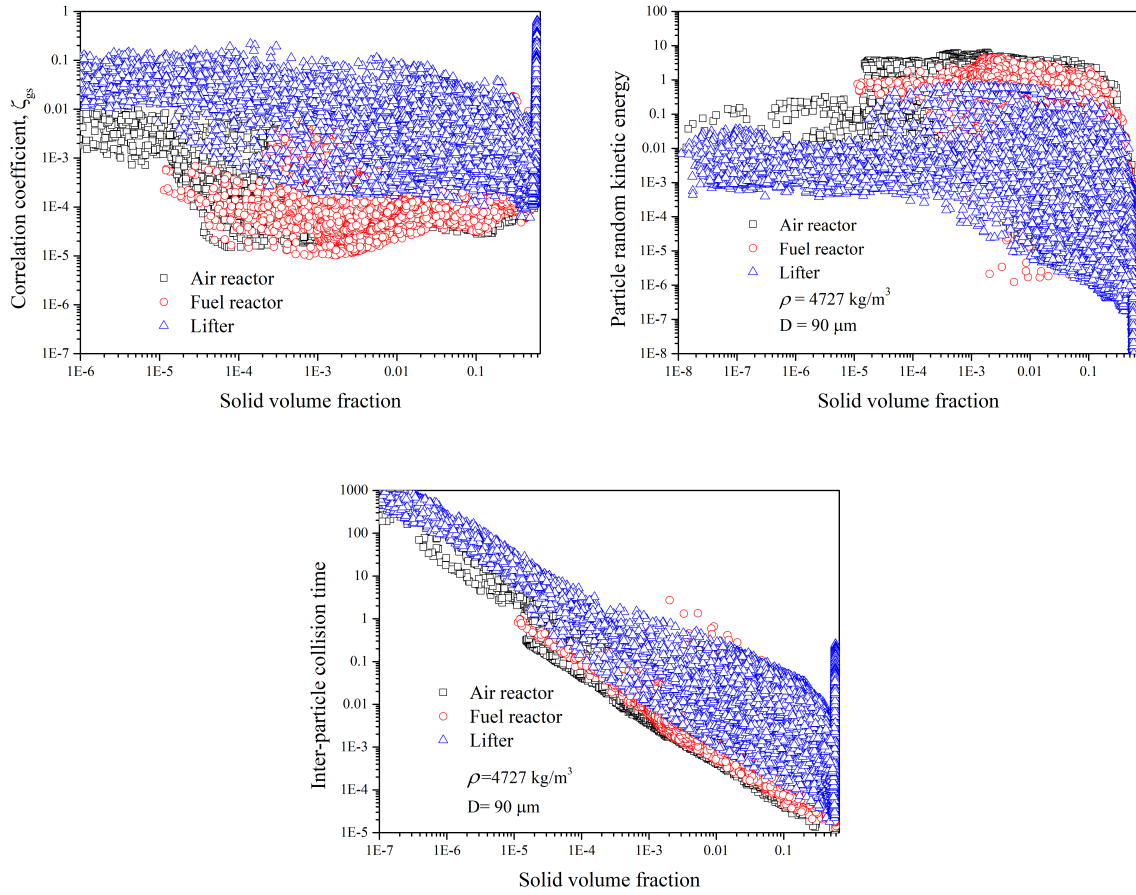 1
0.1
0.01
1E-3
1E-4
1E-5
1E-6
1E-7
Correlation coefficient, ζgs
Air reactor
Fuel reactor
Lifter
1E-6 1E-5 1E-4 1E-3 0.01 0.1
Solid volume fraction
100
10
1
0.1
0.01
1E-3
1E-4
1E-5
1E-6
1E-7
1E-8
Particle random kinetic energy
Air reactor
Fuel reactor
Lifter
ρ = 4727 kg/m³
D = 90 μm
1E-8 1E-7 1E-6 1E-5 1E-4 1E-3 0.01 0.1
Solid volume fraction
1000
100
10
1
0.1
0.01
1E-3
1E-4
1E-5
Inter-particle collision time
Air reactor
Fuel reactor
Lifter
ρ=4727 kg/m³
D= 90 μm
1E-7 1E-6 1E-5 1E-4 1E-3 0.01 0.1
Solid volume fraction